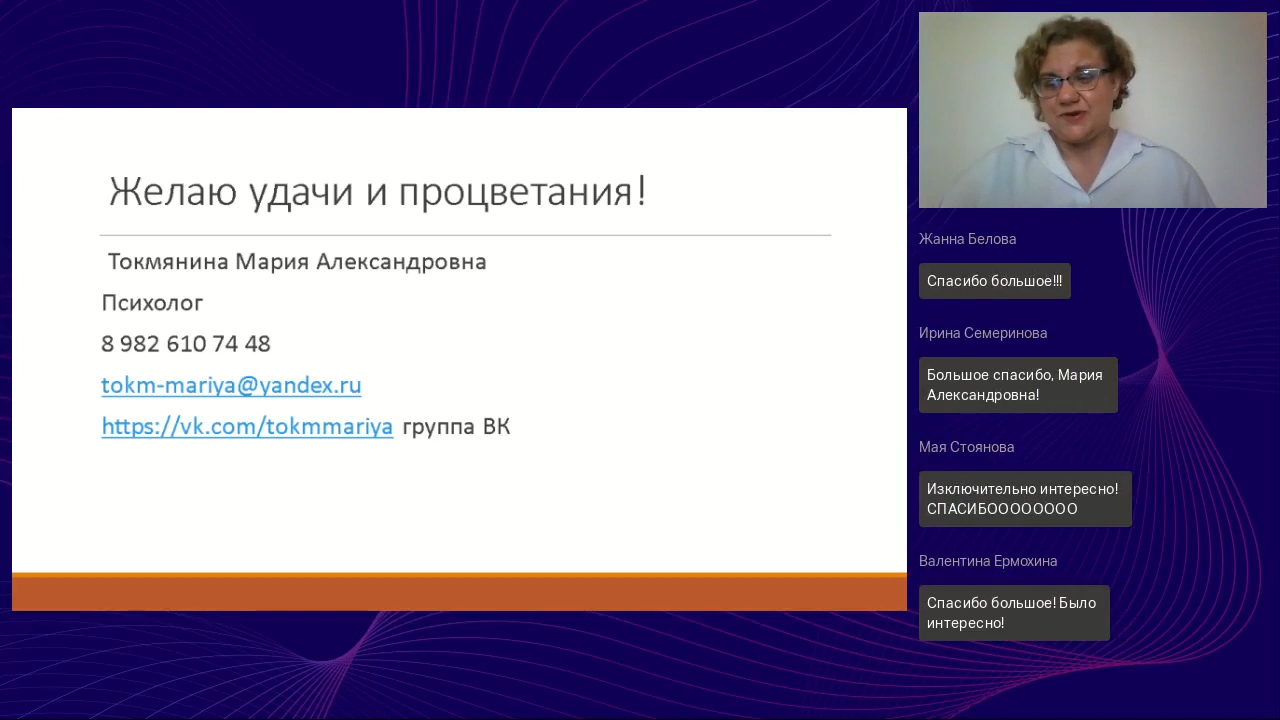 Желаю удачи и процветания!
Токмянина Мария Александровна
Психолог
8 982 610 74 48
tokm-mariya@yandex.ru
https://vk.com/tokmmariya группа ВК
Жанна Белова
Спасибо большое!!!
Ирина Семеринова
Большое спасибо, Мария
Александровна!
Мая Стоянова
Изключительно интересно!
СПАСИБОООООООО
Валентина Ермохина
Спасибо большое! Было
интересно!